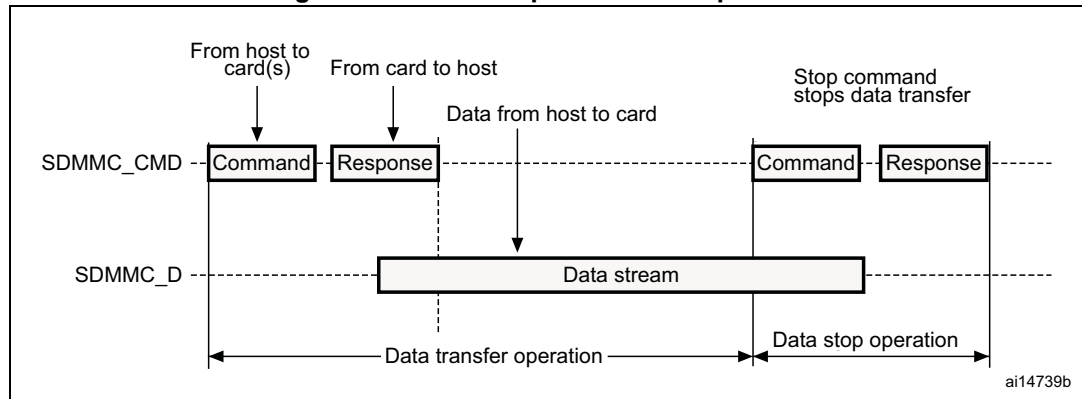 From host to
card(s)
From card to host
Data from host to card
Stop command
stops data transfer
SDMMC_CMD
Command
Response
Command
Response
SDMMC_D
Data stream
Data transfer operation
Data stop operation
ai14739b